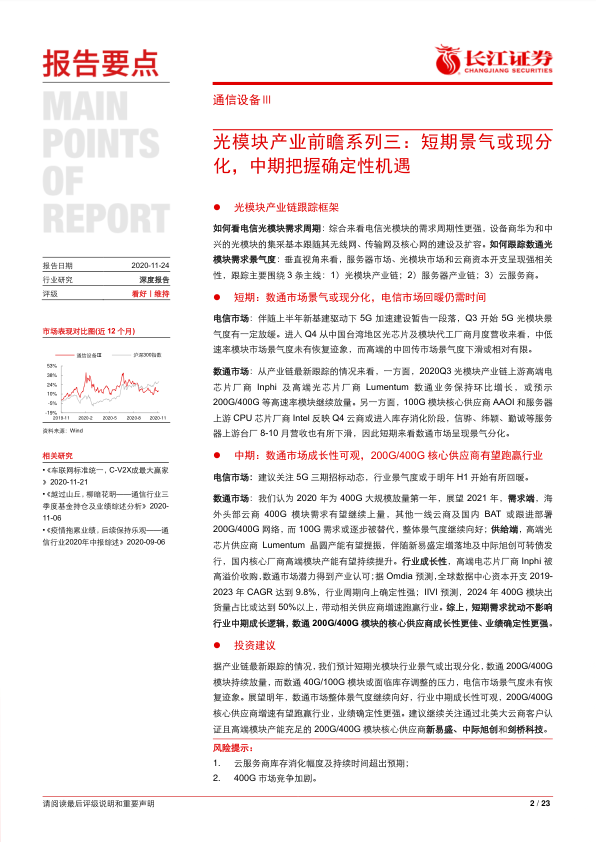 报告要点
MAIN
POINTS
OF
REPORT
长江证券
CHANGJIANG SECURITIES
报告日期 2020-11-24
行业研究 深度报告
评级 看好丨维持
市场表现对比图(近 12 个月)
通信设备Ⅲ 沪深300指数
53%
38%
24%
10%
-5%
-19%
2019-11 2020-2 2020-5 2020-8 2020-11
资料来源：Wind
相关研究
•《车联网标准统一，C-V2X成最大赢家
》2020-11-21
•《越过山丘，柳暗花明——通信行业三
季度基金持仓及业绩综述分析》2020-
11-06
•《疫情拖累业绩，后续保持乐观——通
信行业2020年中报综述》2020-09-06
通信设备Ⅲ
光模块产业前瞻系列三：短期景气或现分
化，中期把握确定性机遇
● 光模块产业链跟踪框架
如何看电信光模块需求周期：综合来看电信光模块的需求周期性更强，设备商华为和中
兴的光模块的集采基本跟随其无线网、传输网及核心网的建设及扩容。如何跟踪数通光
模块需求景气度：垂直视角来看，服务器市场、光模块市场和云商资本开支呈现强相关
性，跟踪主要围绕 3 条主线：1）光模块产业链；2）服务器产业链；3）云服务商。
● 短期：数通市场景气或现分化，电信市场回暖仍需时间
电信市场：伴随上半年新基建驱动下 5G 加速建设暂告一段落，Q3 开始 5G 光模块景
气度有一定放缓。进入 Q4 从中国台湾地区光芯片及模块代工厂商月度营收来看，中低
速率模块市场景气度未有恢复迹象，而高端的中回传市场景气度下滑或相对有限。
数通市场：从产业链最新跟踪的情况来看，一方面，2020Q3 光模块产业链上游高端电
芯片厂商 Inphi 及高端光芯片厂商 Lumentum 数通业务保持环比增长，或预示
200G/400G 等高速率模块继续放量。另一方面，100G 模块核心供应商 AAOI 和服务器
上游 CPU 芯片厂商 Intel 反映 Q4 云商或进入库存消化阶段，信骅、纬颖、勤诚等服务
器上游台厂 8-10 月营收也有所下滑，因此短期来看数通市场呈现景气分化。
● 中期：数通市场成长性可观，200G/400G 核心供应商有望跑赢行业
电信市场：建议关注 5G 三期招标动态，行业景气度或于明年 H1 开始有所回暖。
数通市场：我们认为 2020 年为 400G 大规模放量第一年，展望 2021 年，需求端，海
外头部云商 400G 模块需求有望继续上量，其他一线云商及国内 BAT 或跟进部署
200G/400G 网络，而 100G 需求或逐步被替代，整体景气度继续向好；供给端，高端光
芯片供应商 Lumentum 晶圆产能有望提振，伴随新易盛定增落地及中际旭创可转债发
行，国内核心厂商高端模块产能有望持续提升。行业成长性，高端电芯片厂商 Inphi 被
高溢价收购，数通市场潜力得到产业认可；据 Omdia 预测，全球数据中心资本开支 2019-
2023 年 CAGR 达到 9.8%，行业周期向上确定性强；IIVI 预测，2024 年 400G 模块出
货量占比或达到 50%以上，带动相关供应商增速跑赢行业。综上，短期需求扰动不影响
行业中期成长逻辑，数通 200G/400G 模块的核心供应商成长性更佳、业绩确定性更强。
● 投资建议
据产业链最新跟踪的情况，我们预计短期光模块行业景气或出现分化，数通 200G/400G
模块持续放量，而数通 40G/100G 模块或面临库存调整的压力，电信市场景气度未有恢
复迹象。展望明年，数通市场整体景气度继续向好，行业中期成长性可观，200G/400G
核心供应商增速有望跑赢行业，业绩确定性更强。建议继续关注通过北美大云商客户认
证且高端模块产能充足的 200G/400G 模块核心供应商新易盛、中际旭创和剑桥科技。
风险提示：
1. 云服务商库存消化幅度及持续时间超出预期；
2. 400G 市场竞争加剧。
请阅读最后评级说明和重要声明 2 / 23